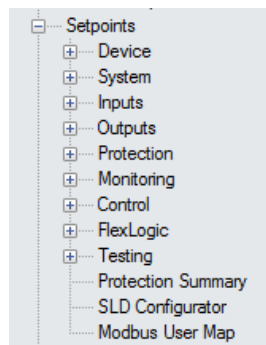 Setpoints
Device
System
Inputs
Outputs
Protection
Monitoring
Control
FlexLogic
Testing
Protection Summary
SLD Configurator
Modbus User Map